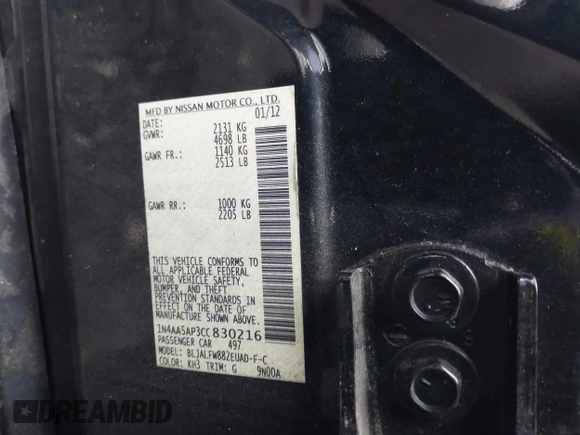 MFD BY NISSAN MOTOR CO., LTD.
DATE: 01/12
GVWR: 2131 KG
4698 LB
GAWR FR.: 1140 KG
2513 LB
GAWR RR.: 1000 KG
2205 LB
THIS VEHICLE CONFORMS TO
ALL APPLICABLE FEDERAL
MOTOR VEHICLE SAFETY,
BUMPER, AND THEFT
PREVENTION STANDARDS IN
EFFECT ON THE DATE OF
MANUFACTURE SHOWN ABOVE.
1N4AA5AP3CC830216
PASSENGER CAR 497
MODEL: BLJALFW882EUAD-F-C
COLOR: KH3 TRIM: G 9N00A
DREAMBID